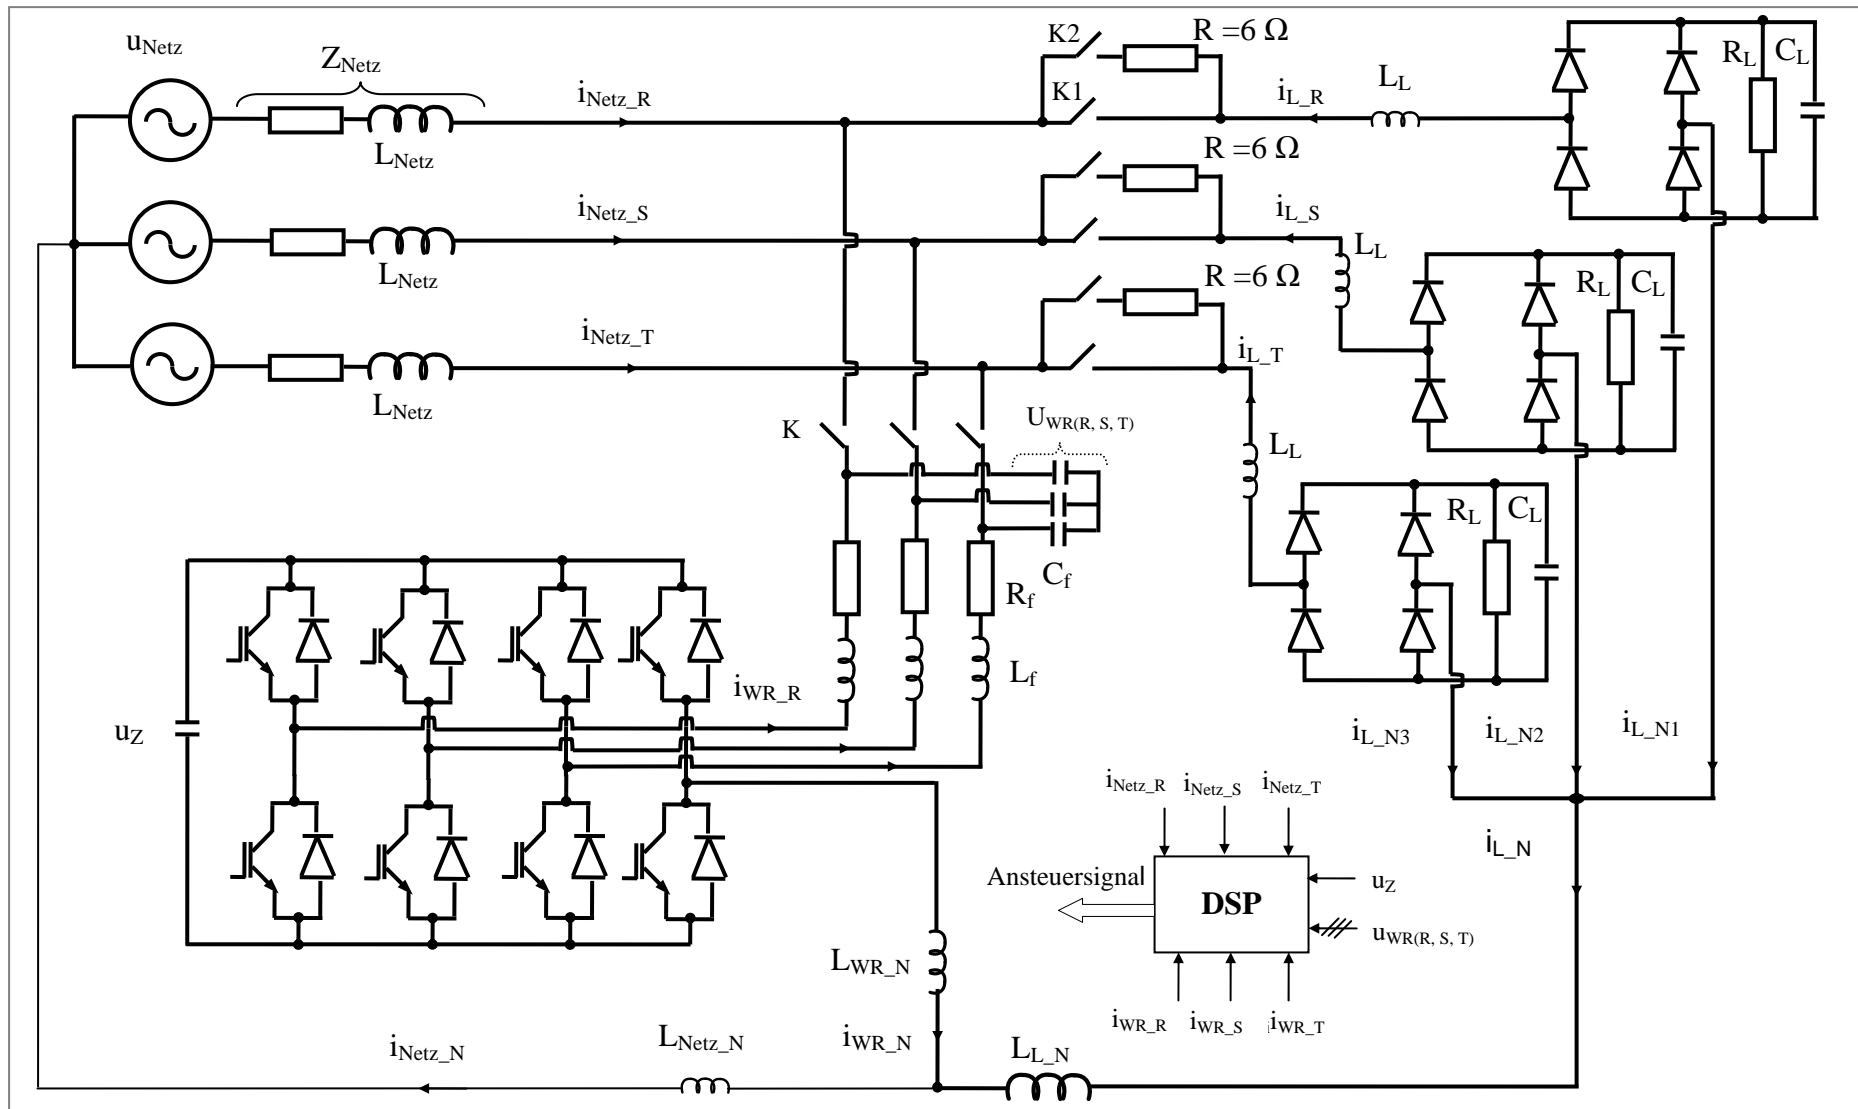 u_Netz
Z_Netz
K2
R =6 Ω
R_L
C_L
L_L
i_Netz_R
K1
i_L_R
L_Netz
R =6 Ω
i_Netz_S
i_L_S
L_L
L_Netz
R =6 Ω
R_L
C_L
i_Netz_T
i_L_T
L_Netz
K
U_WR(R, S, T)
L_L
R_L
C_L
C_f
R_f
L_f
i_WR_R
u_Z
i_L_N3
i_L_N2
i_L_N1
i_Netz_R
i_Netz_S
i_Netz_T
i_L_N
Ansteuersignal
DSP
u_Z
u_WR(R, S, T)
L_WR_N
i_WR_R
i_WR_S
i_WR_T
i_Netz_N
L_Netz_N
i_WR_N
L_L_N